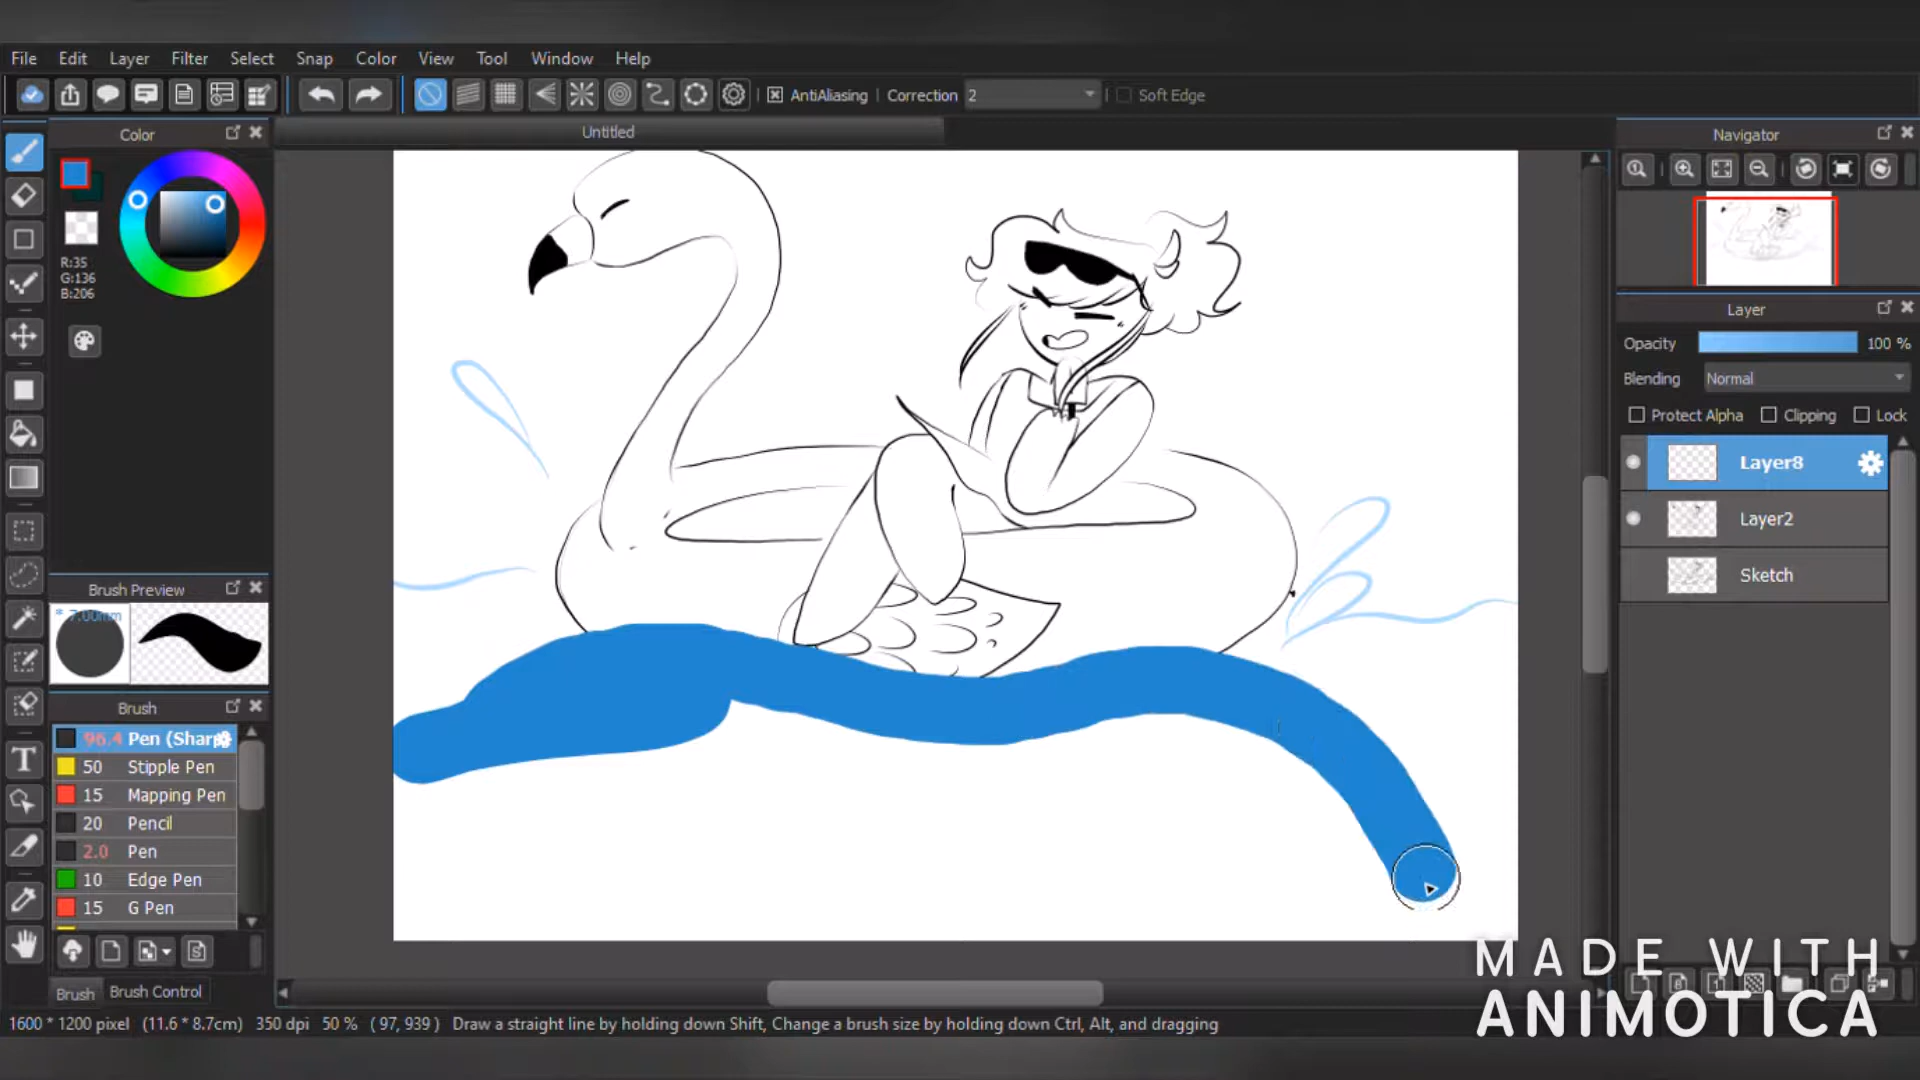 File Edit Layer Filter Select Snap Color View Tool Window Help
AntiAliasing Correction 2 Soft Edge
Color Untitled Navigator
R:35
G:136
B:206
Layer
Opacity 100 %
Blending Normal
Protect Alpha Clipping Lock
Layer8
Layer2
Sketch
Brush Preview
* 7.00mm
Brush
96.4 Pen (Sharp
50 Stipple Pen
15 Mapping Pen
20 Pencil
2.0 Pen
10 Edge Pen
15 G Pen
Brush Brush Control
1600 * 1200 pixel (11.6 * 8.7cm) 350 dpi 50 % ( 97, 939 ) Draw a straight line by holding down Shift, Change a brush size by holding down Ctrl, Alt, and dragging
MADE WITH
ANIMOTICA